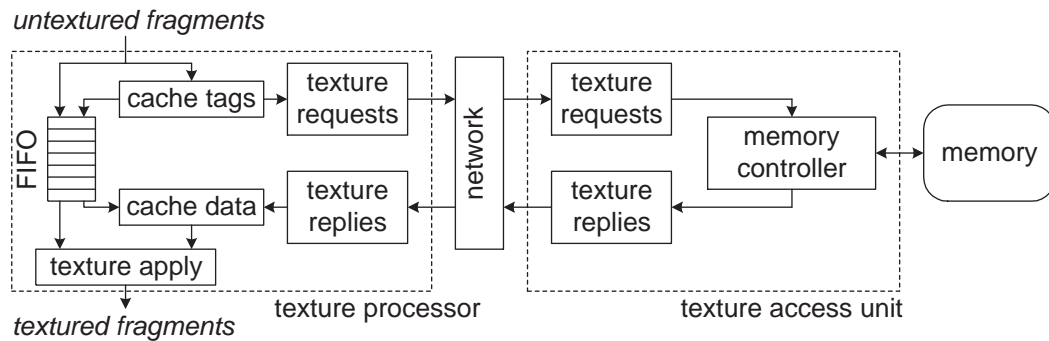 untextured fragments
cache tags
texture
requests
FIFO
cache data
texture
replies
texture apply
textured fragments
texture processor
network
texture
requests
texture
replies
memory
controller
texture access unit
memory